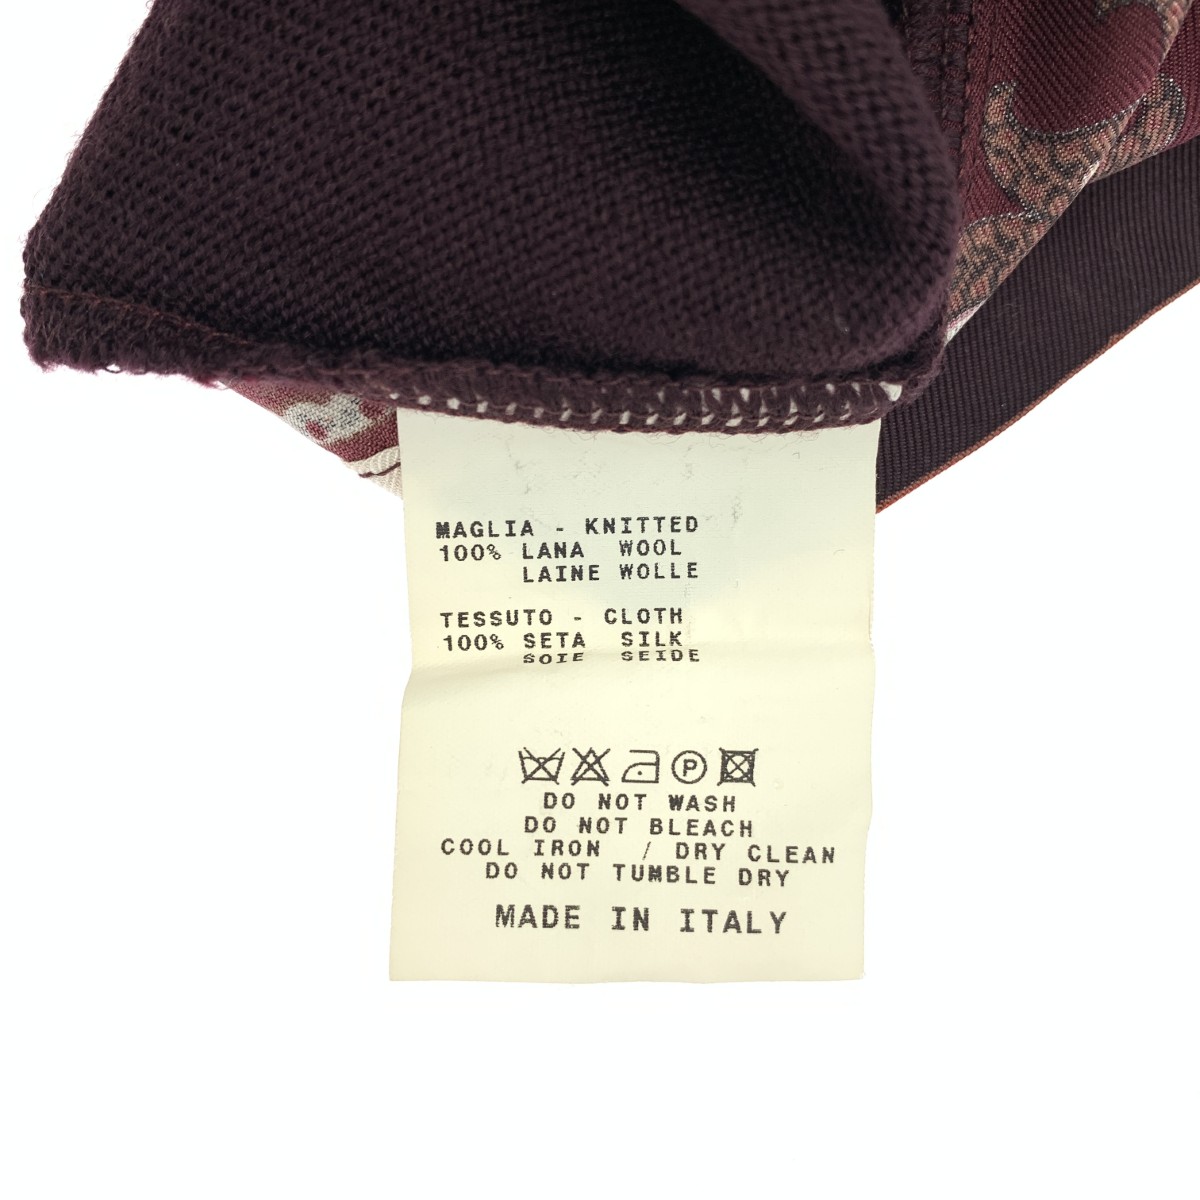 MAGLIA - KNITTED
100% LANA WOOL
LAINE WOLLE
TESSUTO - CLOTH
100% SETA SILK
SOIE SEIDE
P
DO NOT WASH
DO NOT BLEACH
COOL IRON / DRY CLEAN
DO NOT TUMBLE DRY
MADE IN ITALY